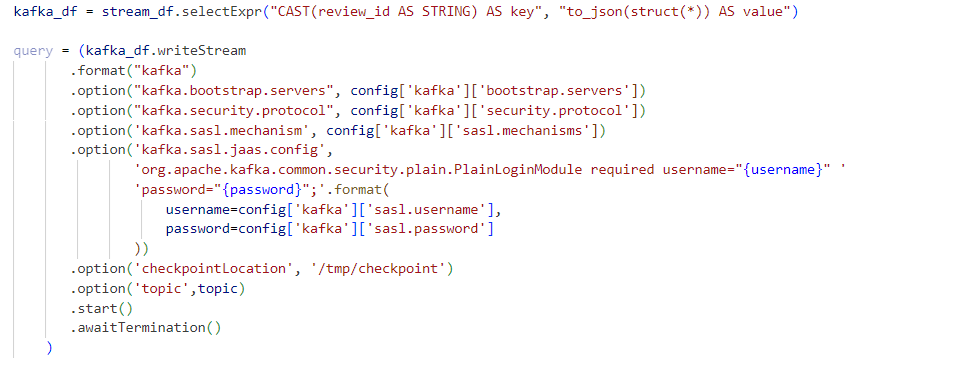 kafka_df = stream_df.selectExpr("CAST(review_id AS STRING) AS key", "to_json(struct(*)) AS value")
query = (kafka_df.writeStream
.format("kafka")
.option("kafka.bootstrap.servers", config['kafka']['bootstrap.servers'])
.option("kafka.security.protocol", config['kafka']['security.protocol'])
.option('kafka.sasl.mechanism', config['kafka']['sasl.mechanisms'])
.option('kafka.sasl.jaas.config',
'org.apache.kafka.common.security.plain.PlainLoginModule required username="{username}" '
'password="{password}";'.format(
username=config['kafka']['sasl.username'],
password=config['kafka']['sasl.password']
))
.option('checkpointLocation', '/tmp/checkpoint')
.option('topic',topic)
.start()
.awaitTermination()
)